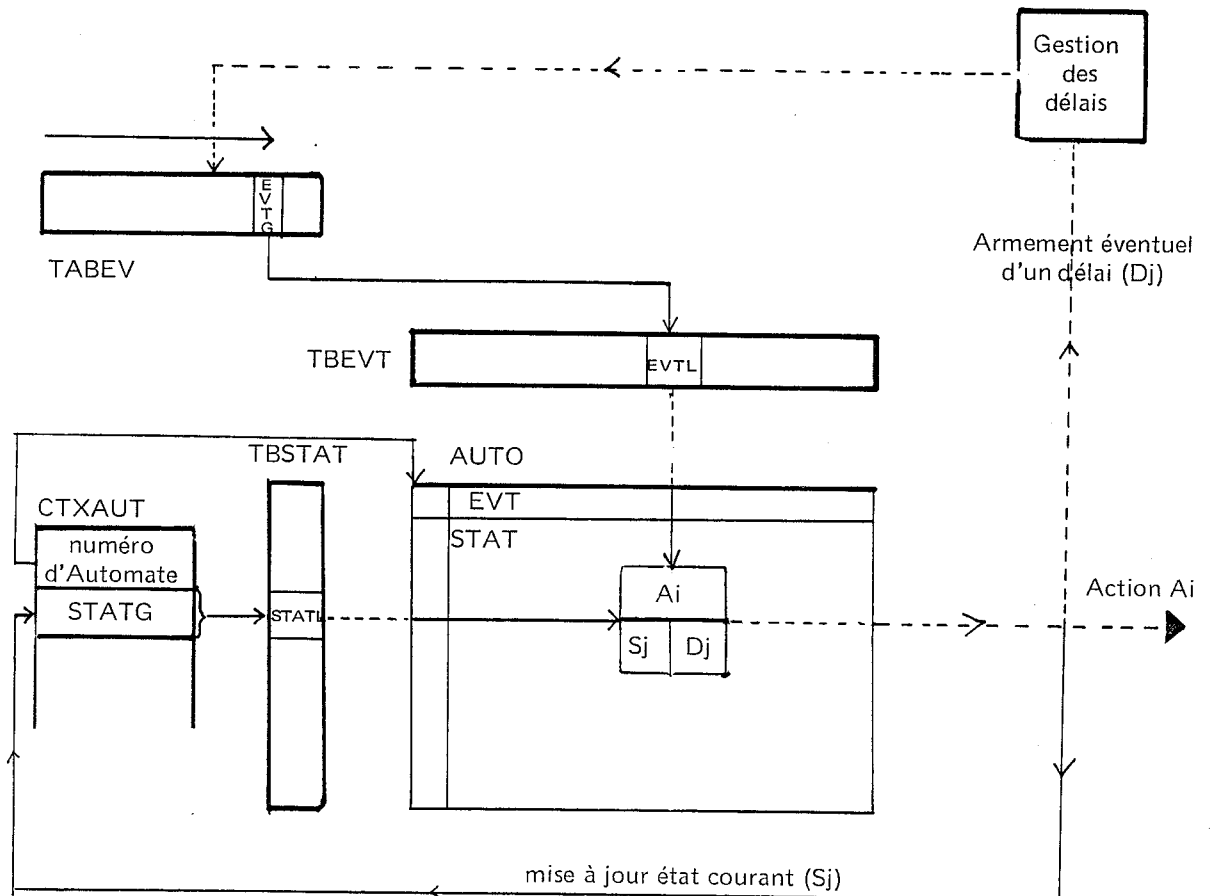 Gestion
des
délais
EVTG
TABEV
Armement éventuel
d'un délai (Dj)
TBEVT
EVTL
TBSTAT
AUTO
EVT
CTXAUT
STAT
numéro
d'Automate
Ai
Action Ai
STATG
STATL
Sj
Dj
mise à jour état courant (Sj)